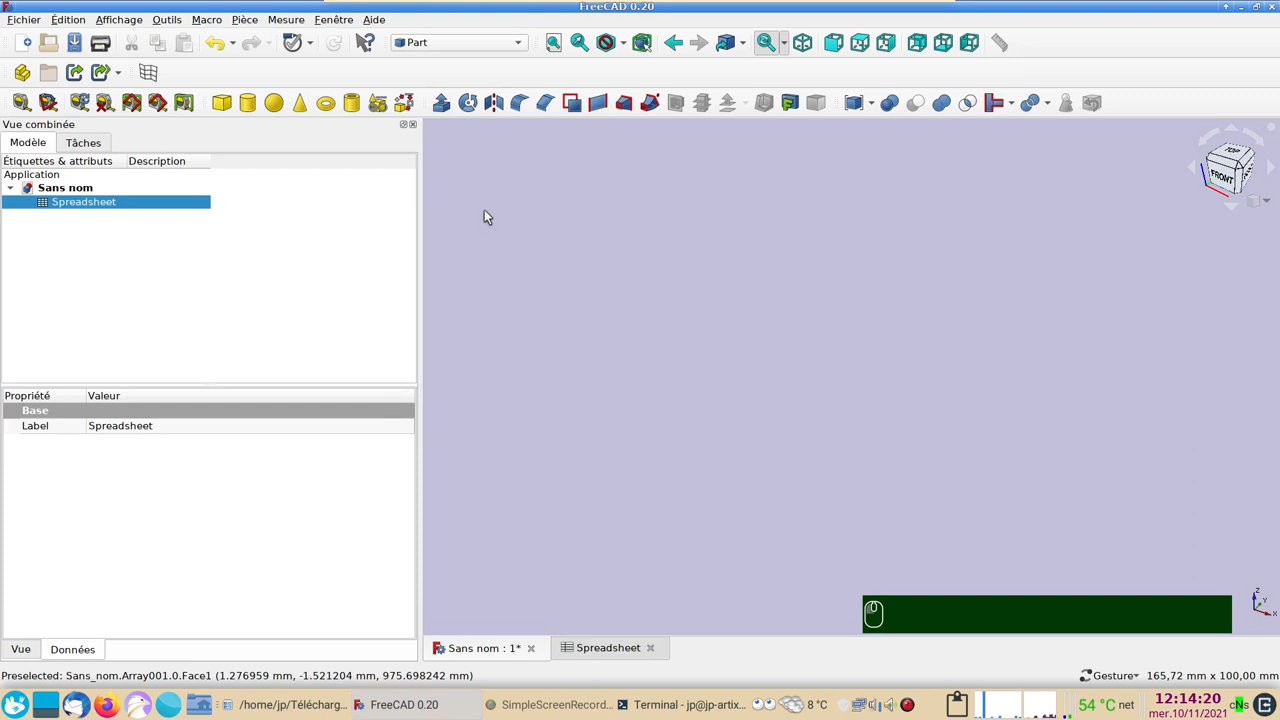 FreeCAD 0.20
Fichier Édition Affichage Outils Macro Pièce Mesure Fenêtre Aide
Part
Vue combinée
Modèle Tâches
Étiquettes & attributs Description
Application
Sans nom
Spreadsheet
TOP
FRONT
Propriété Valeur
Base
Label Spreadsheet
Z
Y
X
Vue Données
Sans nom : 1* Spreadsheet
Preselected: Sans_nom.Array001.0.Face1 (1.276959 mm, -1.521204 mm, 975.698242 mm) Gesture 165,72 mm x 100,00 mm
/home/jp/Télécharg... FreeCAD 0.20 SimpleScreenRecord... Terminal - jp@jp-artix... 8 °C 54 °C net 12:14:20 cNs
mer.10/11/2021